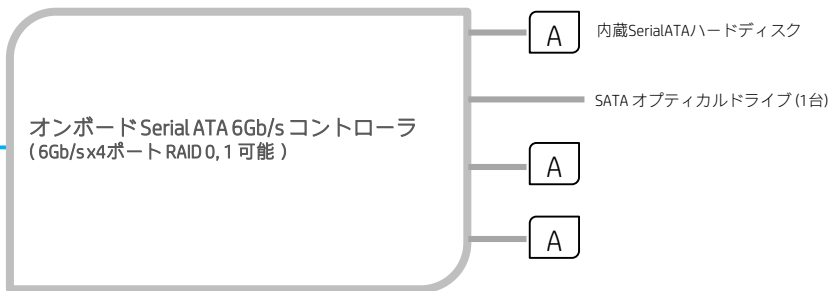 A
内蔵SerialATAハードディスク
SATA オプティカルドライブ (1台)
オンボード Serial ATA 6Gb/s コントローラ
( 6Gb/s x4ポート RAID 0, 1 可能 )
A
A